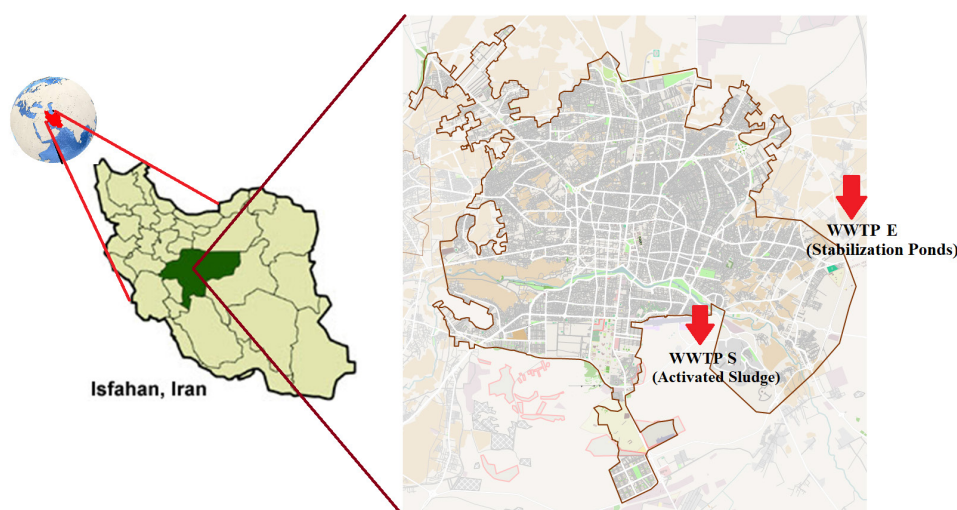 Isfahan, Iran
WWTP E
(Stabilization Ponds)
WWTP S
(Activated Sludge)